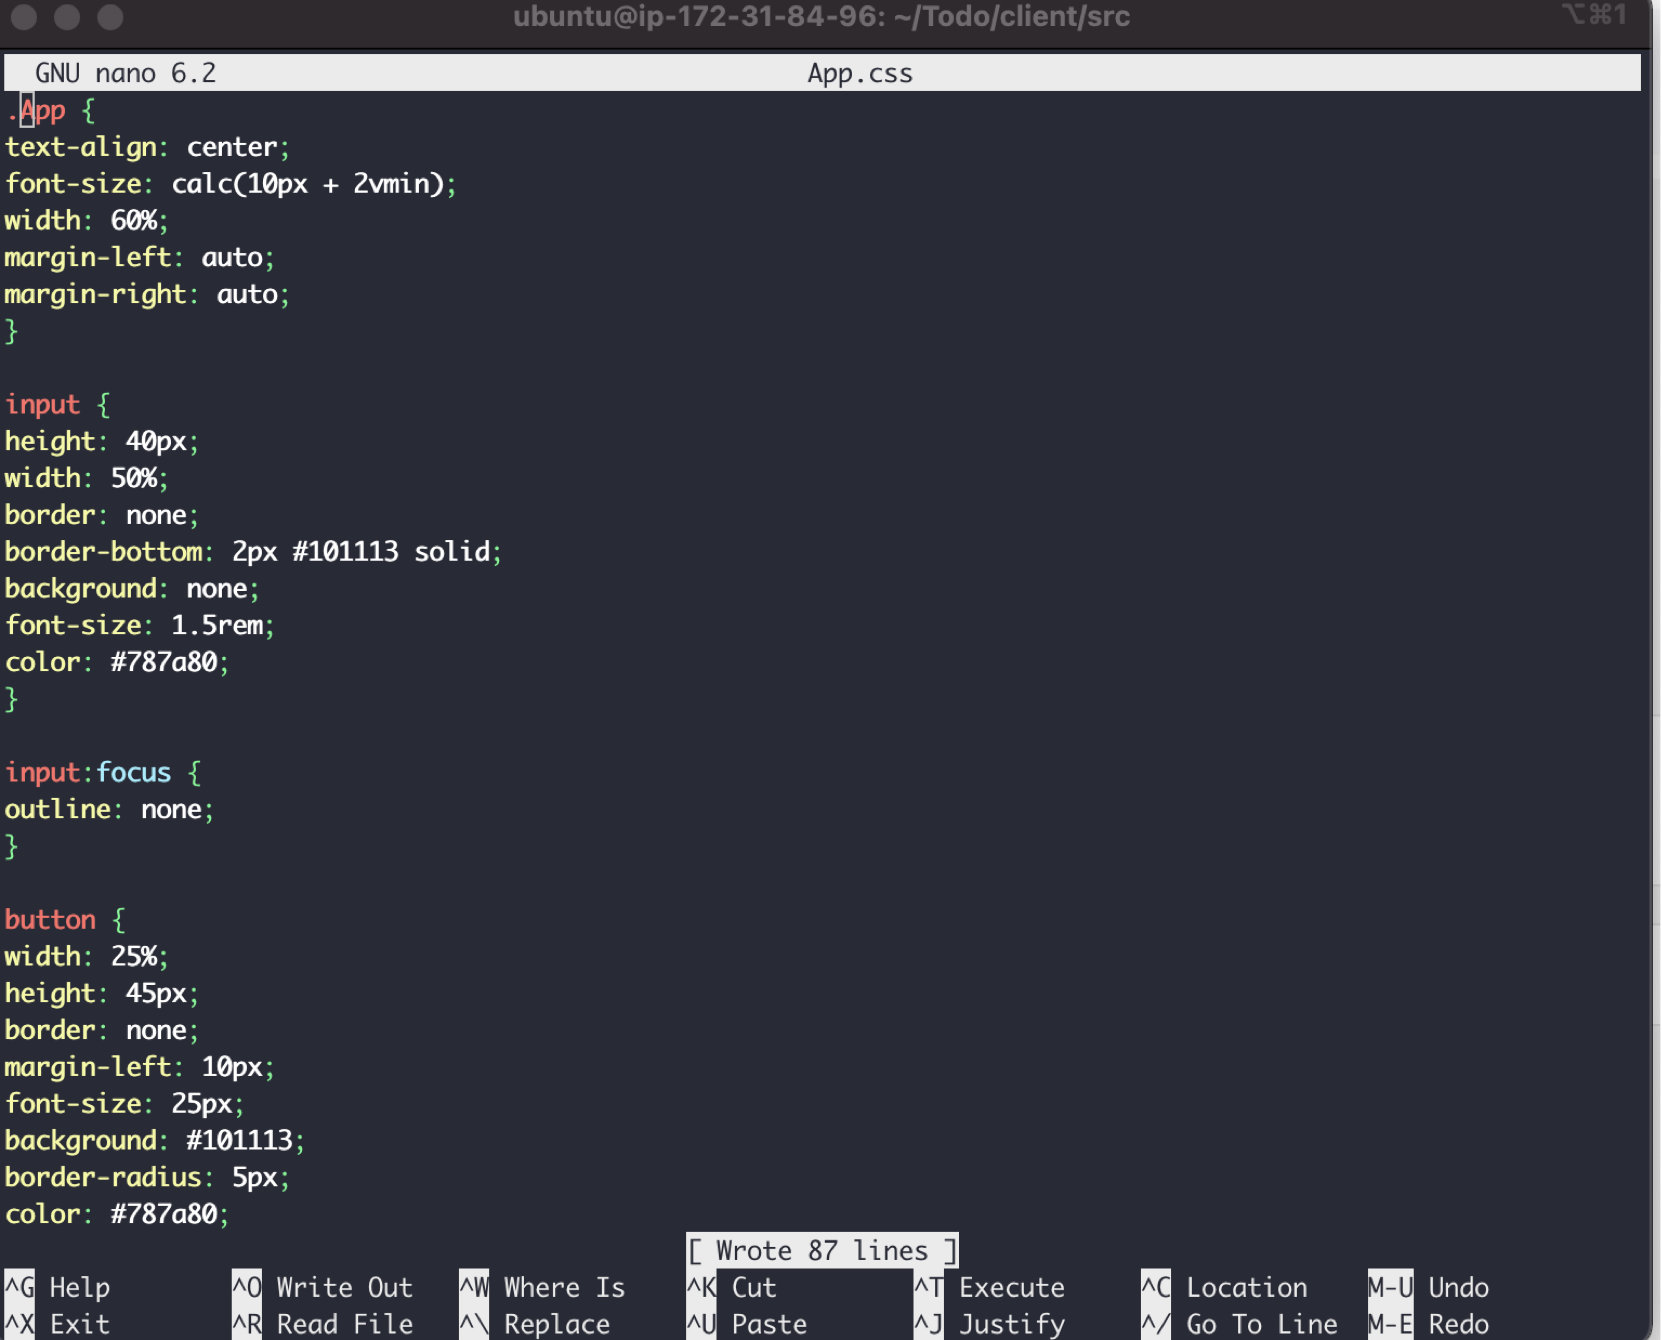 ubuntu@ip-172-31-84-96: ~/Todo/client/src ⌥⌘1
GNU nano 6.2 App.css
.App {
text-align: center;
font-size: calc(10px + 2vmin);
width: 60%;
margin-left: auto;
margin-right: auto;
}
input {
height: 40px;
width: 50%;
border: none;
border-bottom: 2px #101113 solid;
background: none;
font-size: 1.5rem;
color: #787a80;
}
input:focus {
outline: none;
}
button {
width: 25%;
height: 45px;
border: none;
margin-left: 10px;
font-size: 25px;
background: #101113;
border-radius: 5px;
color: #787a80;
[ Wrote 87 lines ]
^G Help ^O Write Out ^W Where Is ^K Cut ^T Execute ^C Location M-U Undo
^X Exit ^R Read File ^\ Replace ^U Paste ^J Justify ^/ Go To Line M-E Redo